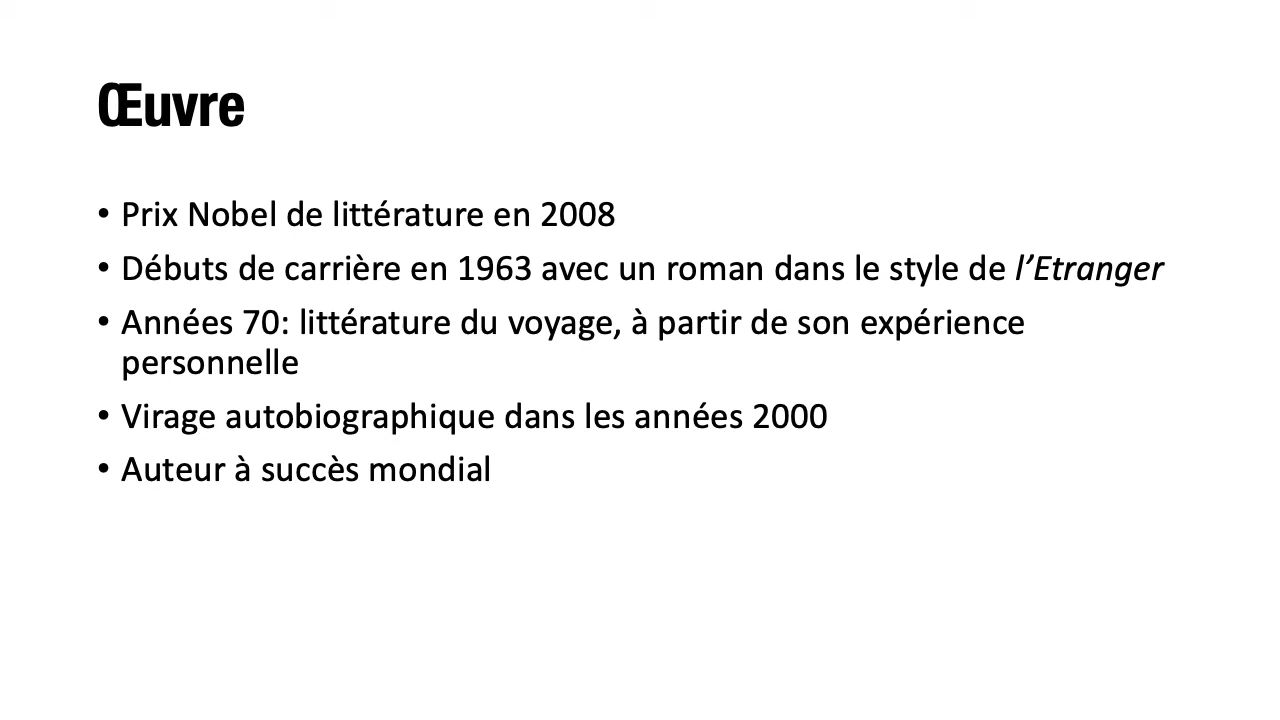 Œuvre
• Prix Nobel de littérature en 2008
• Débuts de carrière en 1963 avec un roman dans le style de l’Etranger
• Années 70: littérature du voyage, à partir de son expérience
personnelle
• Virage autobiographique dans les années 2000
• Auteur à succès mondial